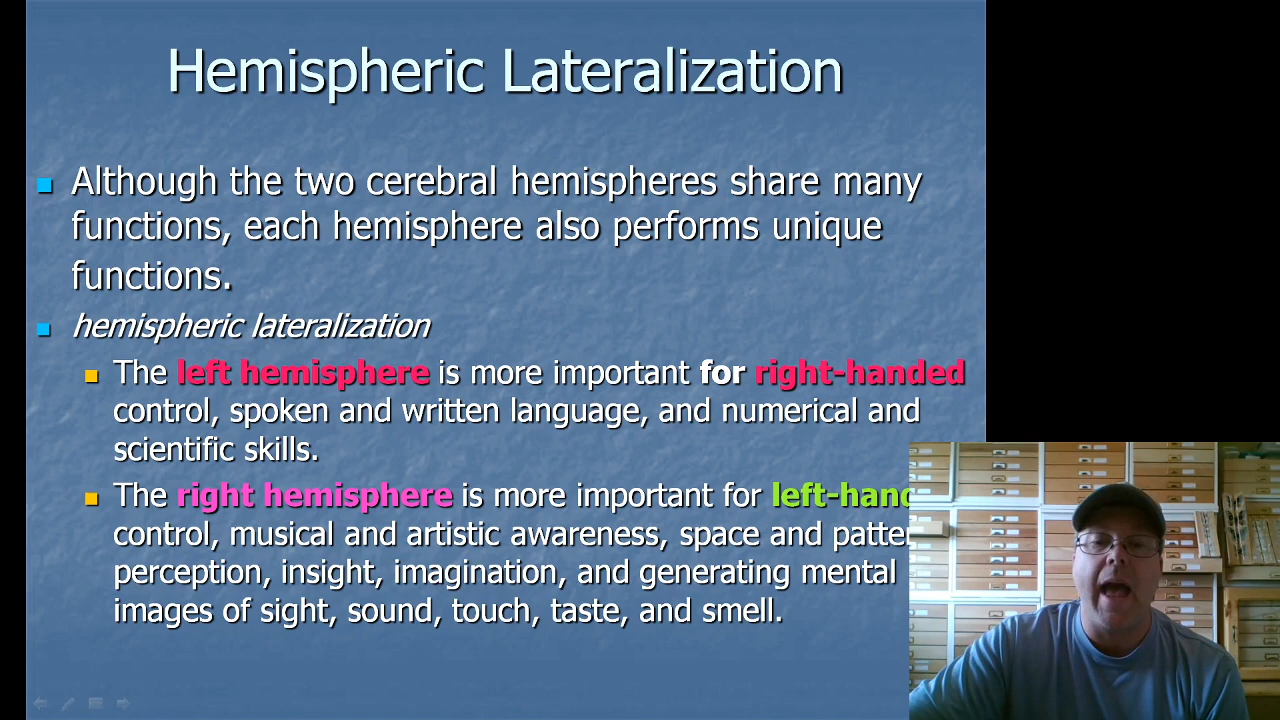 Hemispheric Lateralization
Although the two cerebral hemispheres share many
functions, each hemisphere also performs unique
functions.
hemispheric lateralization
The left hemisphere is more important for right-handed
control, spoken and written language, and numerical and
scientific skills.
The right hemisphere is more important for
control, musical and artistic awareness, space and
perception, insight, imagination, and generating mental
images of sight, sound, touch, taste, and smell.